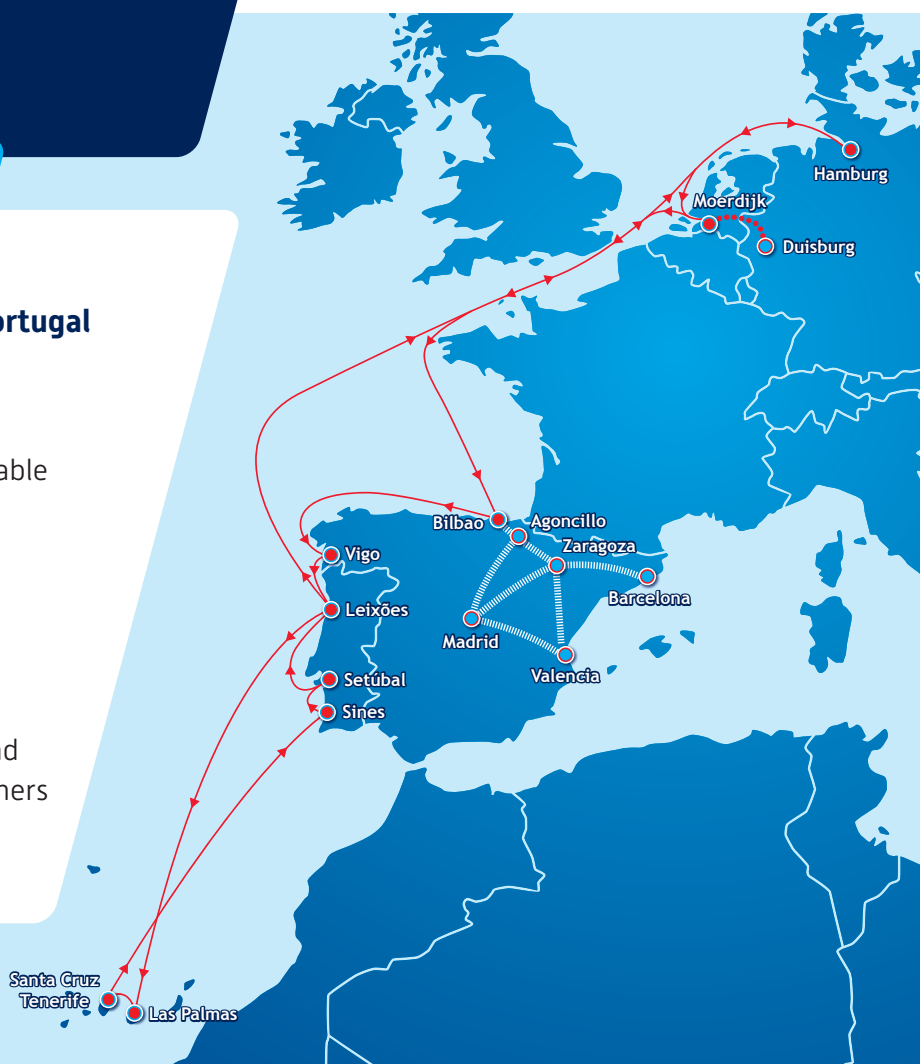 ortugal
able
nd
ners
Hamburg
Moerdijk
Duisburg
Bilbao
Agoncillo
Zaragoza
Vigo
Barcelona
Leixões
Madrid
Valencia
Setúbal
Sines
Santa Cruz
Tenerife
Las Palmas